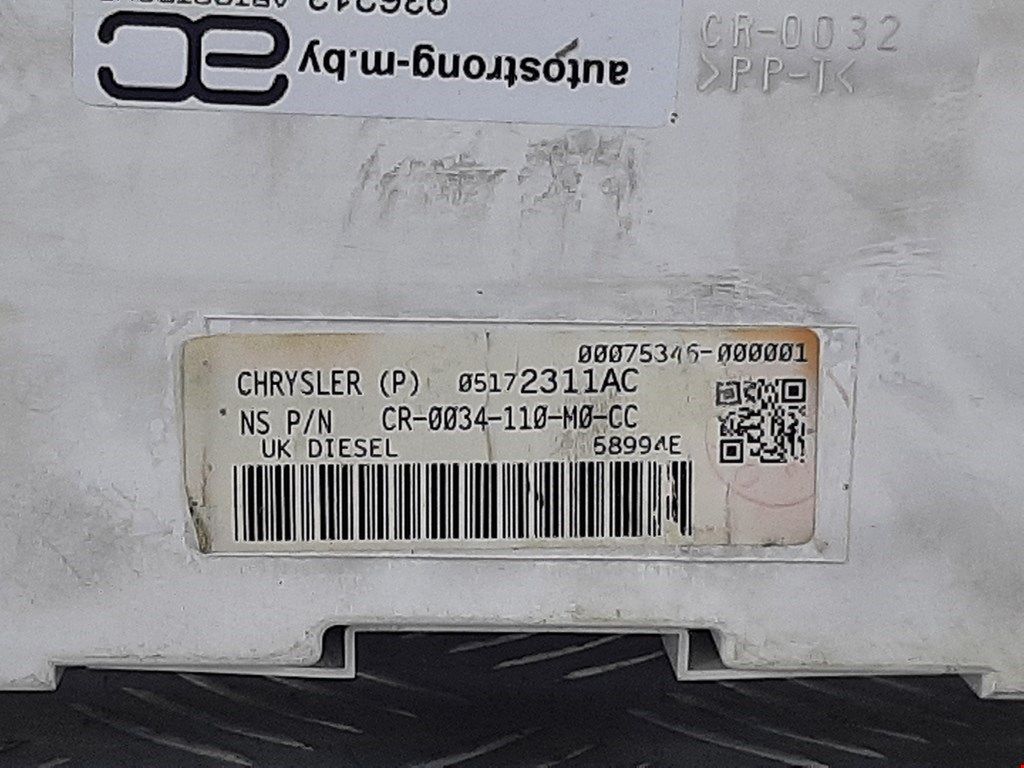 autostrong-m.by
CR-0032
>PP-T<
00075346-000001
CHRYSLER (P) 05172311AC
NS P/N CR-0034-110-M0-CC
UK DIESEL 58994E